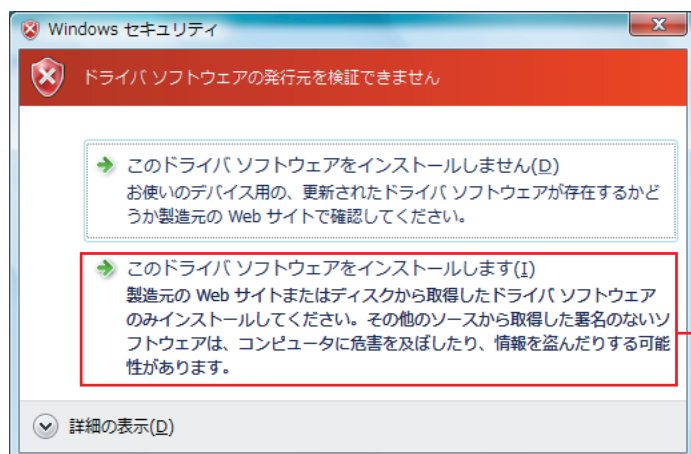 Windows セキュリティ
ドライバ ソフトウェアの発行元を検証できません
このドライバ ソフトウェアをインストールしません(D)
お使いのデバイス用の、更新されたドライバ ソフトウェアが存在するかど
うか製造元の Web サイトで確認してください。
このドライバ ソフトウェアをインストールします(I)
製造元の Web サイトまたはディスクから取得したドライバ ソフトウェア
のみインストールしてください。その他のソースから取得した署名のないソ
フトウェアは、コンピュータに危害を及ぼしたり、情報を盗んだりする可能
性があります。
詳細の表示(D)